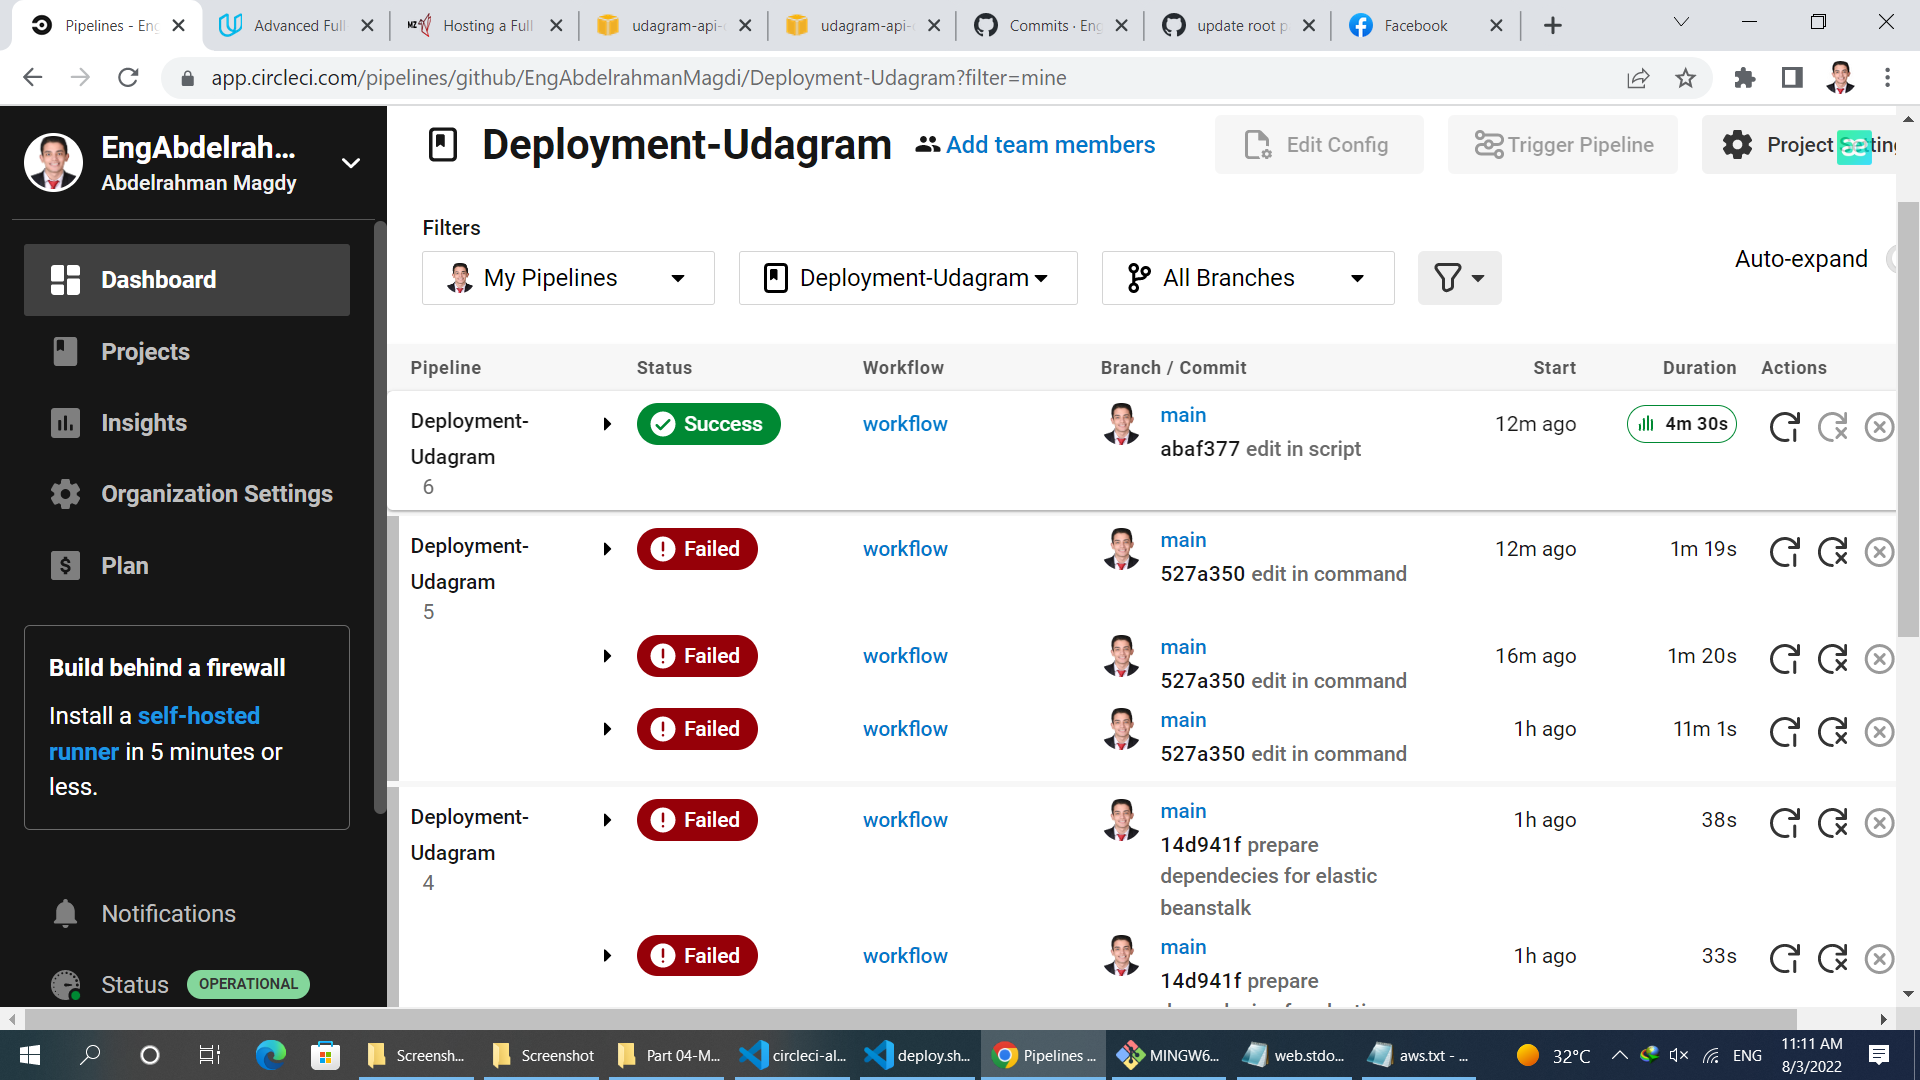 Pipelines - Eng
Advanced Full
Hosting a Full
udagram-api-
udagram-api-
Commits · Eng
update root p
Facebook
app.circleci.com/pipelines/github/EngAbdelrahmanMagdi/Deployment-Udagram?filter=mine
EngAbdelrah...
Abdelrahman Magdy
Dashboard
Projects
Insights
Organization Settings
Plan
Build behind a firewall
Install a self-hosted
runner in 5 minutes or
less.
Notifications
Status OPERATIONAL
Deployment-Udagram
Add team members
Edit Config
Trigger Pipeline
Project
Filters
My Pipelines
Deployment-Udagram
All Branches
Auto-expand
Pipeline Status Workflow Branch / Commit Start Duration Actions
Deployment-
Udagram
6
Success workflow main 12m ago 4m 30s
abaf377 edit in script
Deployment-
Udagram
5
Failed workflow main 12m ago 1m 19s
527a350 edit in command
Failed workflow main 16m ago 1m 20s
527a350 edit in command
Failed workflow main 1h ago 11m 1s
527a350 edit in command
Deployment-
Udagram
4
Failed workflow main 1h ago 38s
14d941f prepare
dependecies for elastic
beanstalk
Failed workflow main 1h ago 33s
14d941f prepare
Screensh...
Screenshot
Part 04-M...
circleci-al...
deploy.sh...
Pipelines ...
MINGW6...
web.stdo...
aws.txt - ...
32°C
ENG
11:11 AM
8/3/2022